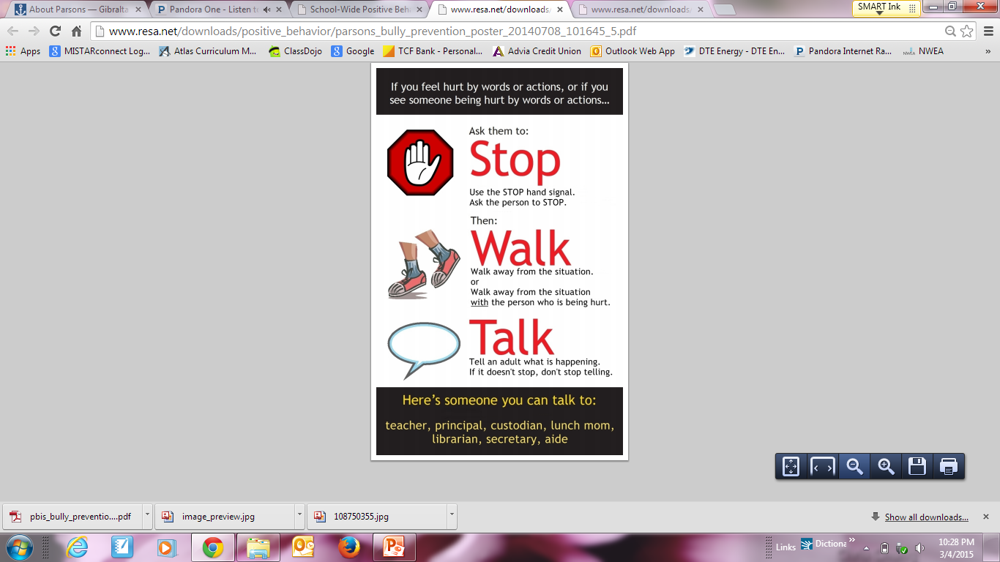 About Parsons — Gibralta
Pandora One - Listen to
School-Wide Positive Beha
www.resa.net/downloads/
www.resa.net/downloads/
SMART Ink
www.resa.net/downloads/positive_behavior/parsons_bully_prevention_poster_20140708_101645_5.pdf
Apps
MISTARconnect Log...
Atlas Curriculum M...
ClassDojo
Google
TCF Bank - Personal...
Advia Credit Union
Outlook Web App
DTE Energy - DTE En...
Pandora Internet Ra...
NWEA
»
If you feel hurt by words or actions, or if you
see someone being hurt by words or actions...
Ask them to:
Stop
Use the STOP hand signal.
Ask the person to STOP.
Then:
Walk
Walk away from the situation.
or
Walk away from the situation
with the person who is being hurt.
Talk
Tell an adult what is happening.
If it doesn't stop, don't stop telling.
Here's someone you can talk to:
teacher, principal, custodian, lunch mom,
librarian, secretary, aide
pbis_bully_preventio....pdf
image_preview.jpg
108750355.jpg
Show all downloads...
Links
Dictiona
»
10:28 PM
3/4/2015